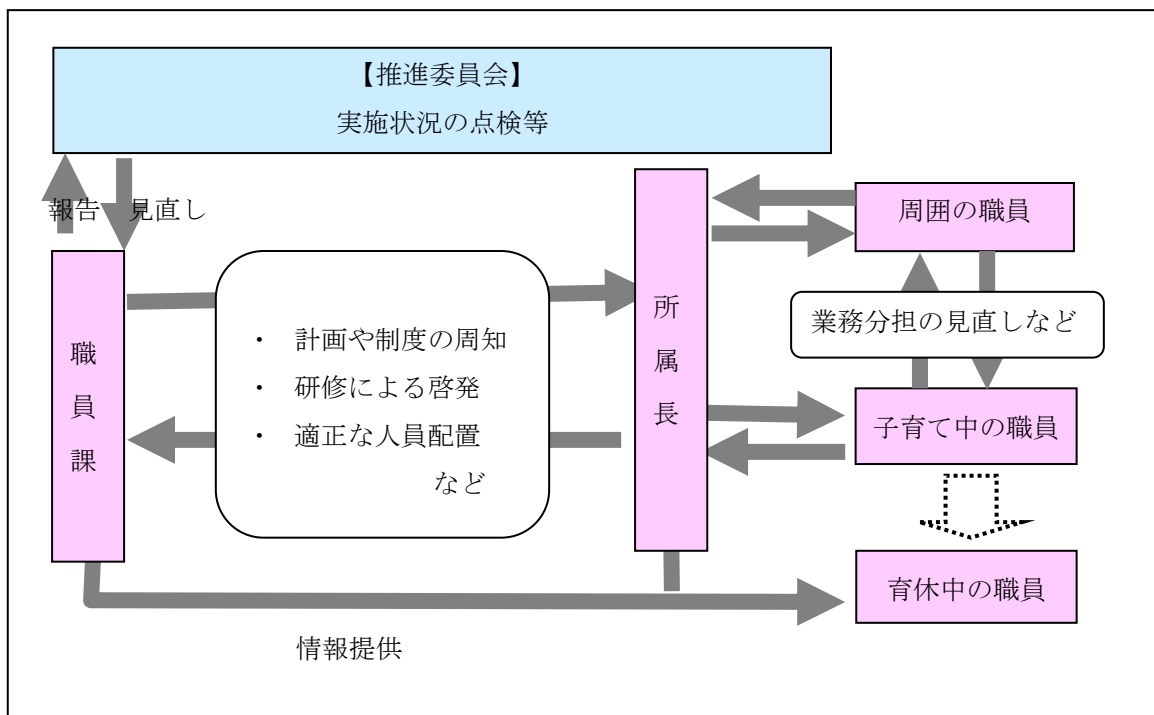 【推進委員会】
実施状況の点検等
報告
見直し
職員課
・ 計画や制度の周知
・ 研修による啓発
・ 適正な人員配置
など
所属長
周囲の職員
業務分担の見直しなど
子育て中の職員
育休中の職員
情報提供